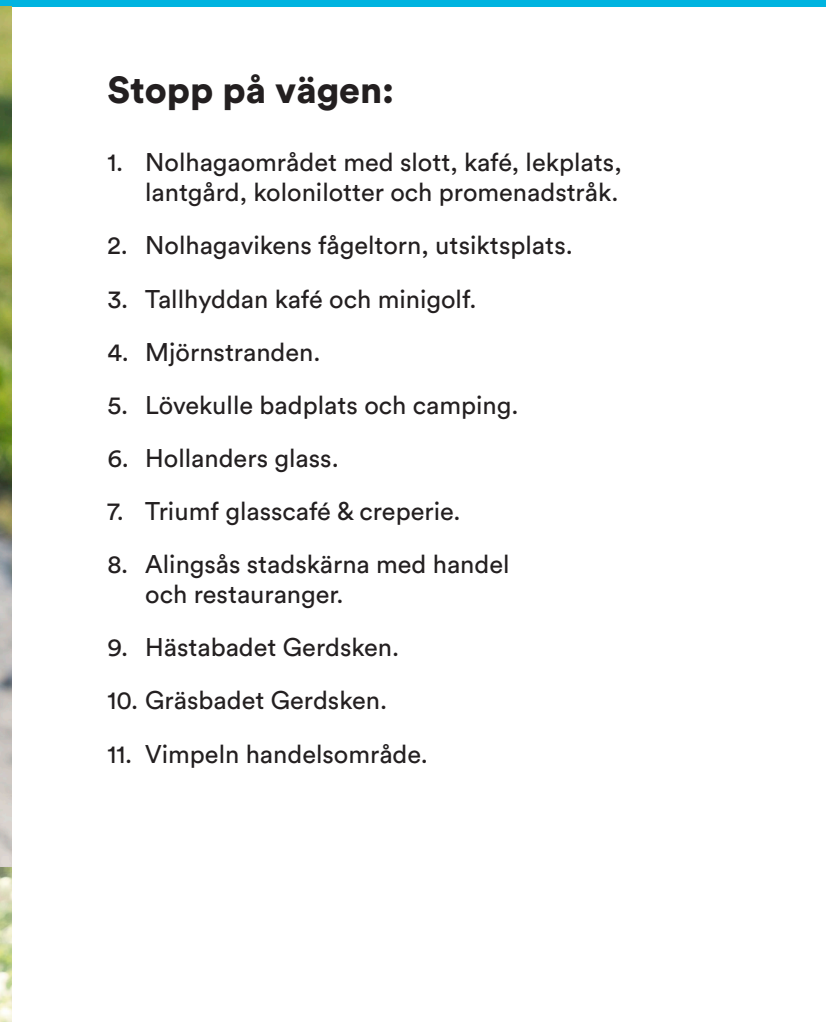 Stopp på vägen:
1. Nolhagaområdet med slott, kafé, lekplats,
lantgård, kolonilotter och promenadstråk.
2. Nolhagavikens fågeltorn, utsiktsplats.
3. Tallhyddan kafé och minigolf.
4. Mjörnstranden.
5. Lövekulle badplats och camping.
6. Hollanders glass.
7. Triumf glasscafé & creperie.
8. Alingsås stadskärna med handel
och restauranger.
9. Hästabadet Gerdsken.
10. Gräsbadet Gerdsken.
11. Vimpeln handelsområde.